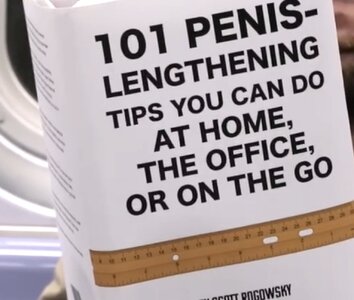 101 PENIS-
LENGTHENING
TIPS YOU CAN DO
AT HOME,
THE OFFICE,
OR ON THE GO
SCOTT ROGOWSKY